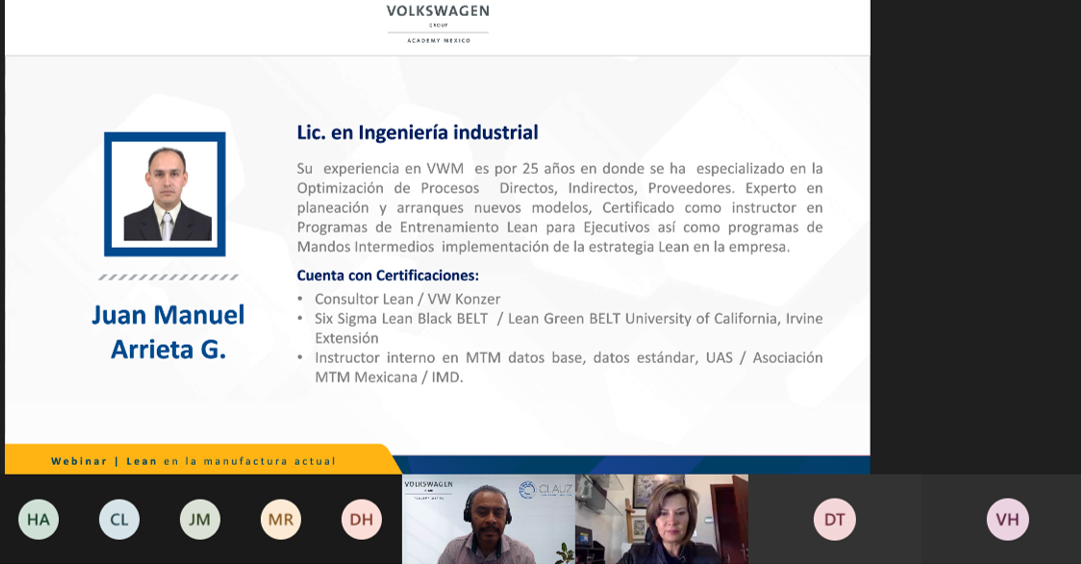 VOLKSWAGEN
GROUP
ACADEMY MEXICO
Lic. en Ingeniería industrial
Su experiencia en VWM es por 25 años en donde se ha especializado en la
Optimización de Procesos Directos, Indirectos, Proveedores. Experto en
planeación y arranques nuevos modelos, Certificado como instructor en
Programas de Entrenamiento Lean para Ejecutivos así como programas de
Mandos Intermedios implementación de la estrategia Lean en la empresa.
Cuenta con Certificaciones:
• Consultor Lean / VW Konzer
• Six Sigma Lean Black BELT / Lean Green BELT University of California, Irvine
Extensión
• Instructor interno en MTM datos base, datos estándar, UAS / Asociación
MTM Mexicana / IMD.
Juan Manuel
Arrieta G.
Webinar | Lean en la manufactura actual
HA CL JM MR DH
VOLKSWAGEN
CLAUZ
DT VH